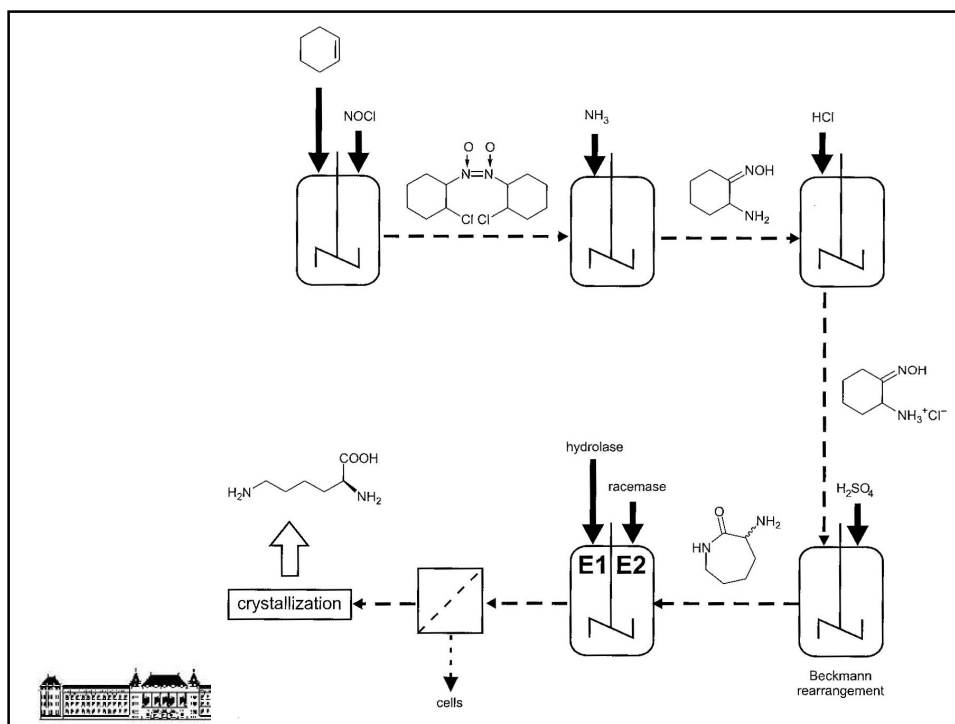 NOCl
NH3
HCl
O O
N=N
Cl Cl
NOH
NH2
NOH
NH3+Cl−
hydrolase
racemase
H2SO4
COOH
H2N NH2
O
NH2
HN
E1 E2
crystallization
Beckmann
rearrangement
cells